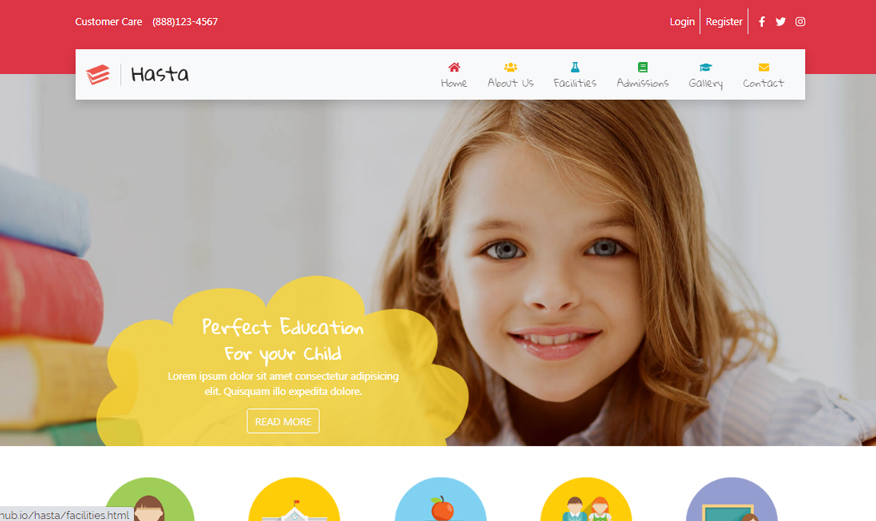 Customer Care (888)123-4567
Login Register
Hasta
Home About Us Facilities Admissions Gallery Contact
Perfect Education
For your Child
Lorem ipsum dolor sit amet consectetur adipisicing
elit. Quisquam illo expedita dolore.
READ MORE
hub.io/hasta/facilities.html